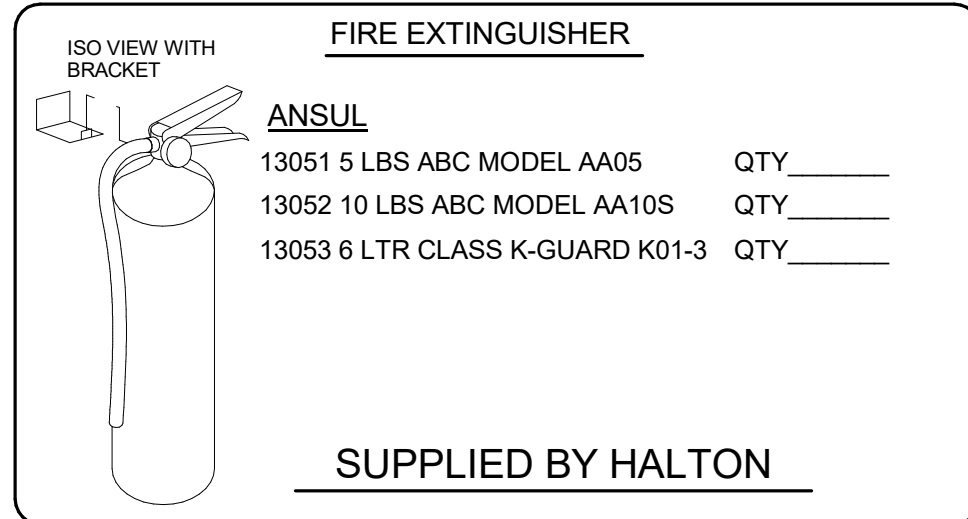 FIRE EXTINGUISHER
ISO VIEW WITH
BRACKET
ANSUL
13051 5 LBS ABC MODEL AA05 QTY_______
13052 10 LBS ABC MODEL AA10S QTY_______
13053 6 LTR CLASS K-GUARD K01-3 QTY_______
SUPPLIED BY HALTON